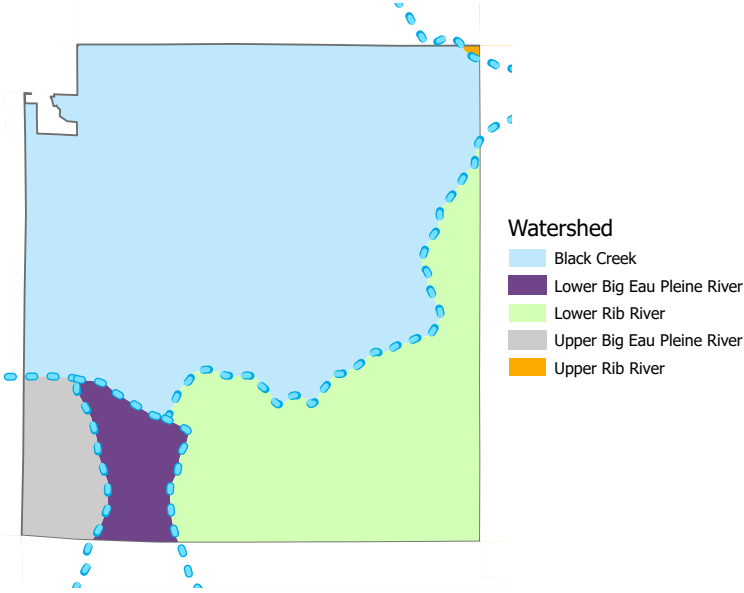 Watershed
Black Creek
Lower Big Eau Pleine River
Lower Rib River
Upper Big Eau Pleine River
Upper Rib River